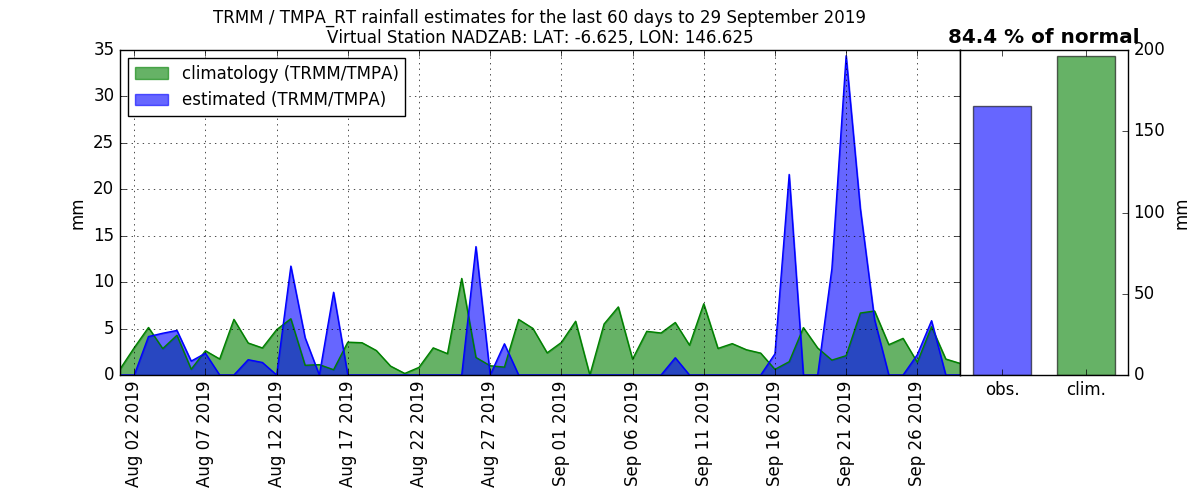 TRMM / TMPA_RT rainfall estimates for the last 60 days to 29 September 2019
Virtual Station NADZAB: LAT: -6.625, LON: 146.625
84.4 % of normal
climatology (TRMM/TMPA)
estimated (TRMM/TMPA)
35
30
25
20
15
10
5
0
mm
Aug 02 2019
Aug 07 2019
Aug 12 2019
Aug 17 2019
Aug 22 2019
Aug 27 2019
Sep 01 2019
Sep 06 2019
Sep 11 2019
Sep 16 2019
Sep 21 2019
Sep 26 2019
obs.
clim.
200
150
100
50
0
mm